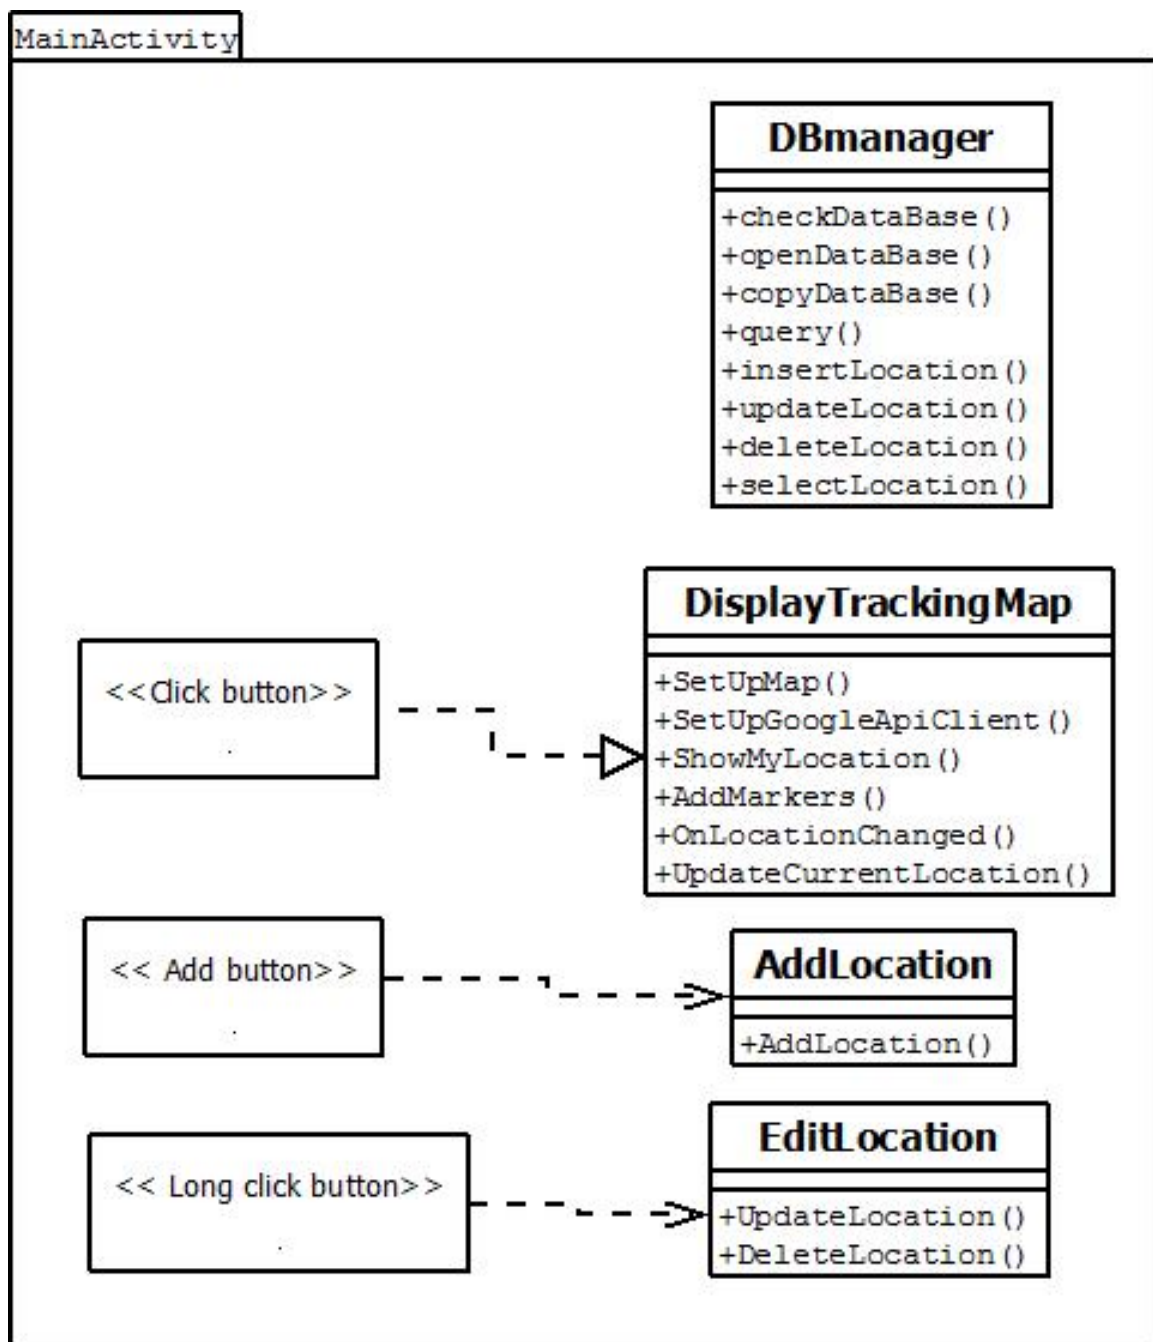 MainActivity
DBmanager
+checkDataBase()
+openDataBase()
+copyDataBase()
+query()
+insertLocation()
+updateLocation()
+deleteLocation()
+selectLocation()
DisplayTrackingMap
+SetUpMap()
+SetUpGoogleApiClient()
+ShowMyLocation()
+AddMarkers()
+OnLocationChanged()
+UpdateCurrentLocation()
<<Click button>>
.
<< Add button>>
.
AddLocation
+AddLocation()
<< Long click button>>
.
EditLocation
+UpdateLocation()
+DeleteLocation()